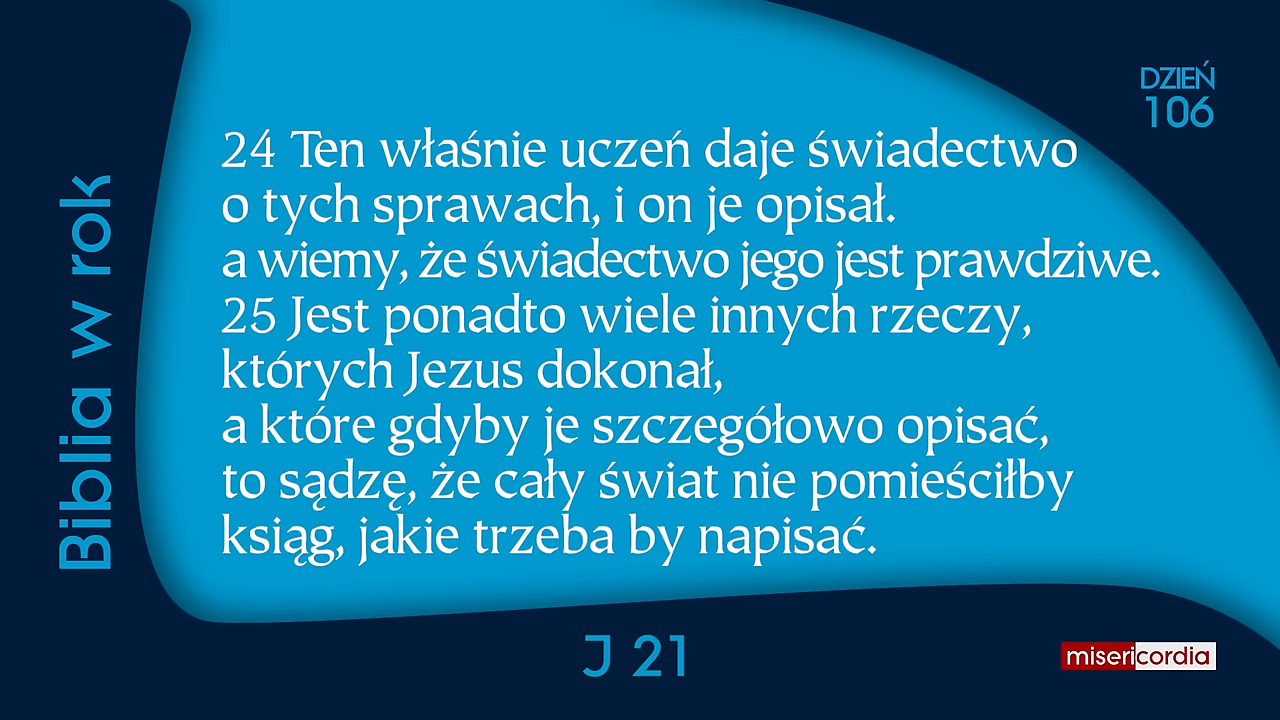 DZIEŃ
106
24 Ten właśnie uczeń daje świadectwo
o tych sprawach, i on je opisał.
a wiemy, że świadectwo jego jest prawdziwe.
25 Jest ponadto wiele innych rzeczy,
których Jezus dokonał,
a które gdyby je szczegółowo opisać,
to sądzę, że cały świat nie pomieściłby
ksiąg, jakie trzeba by napisać.
Biblia w rok
J 21
misericordia